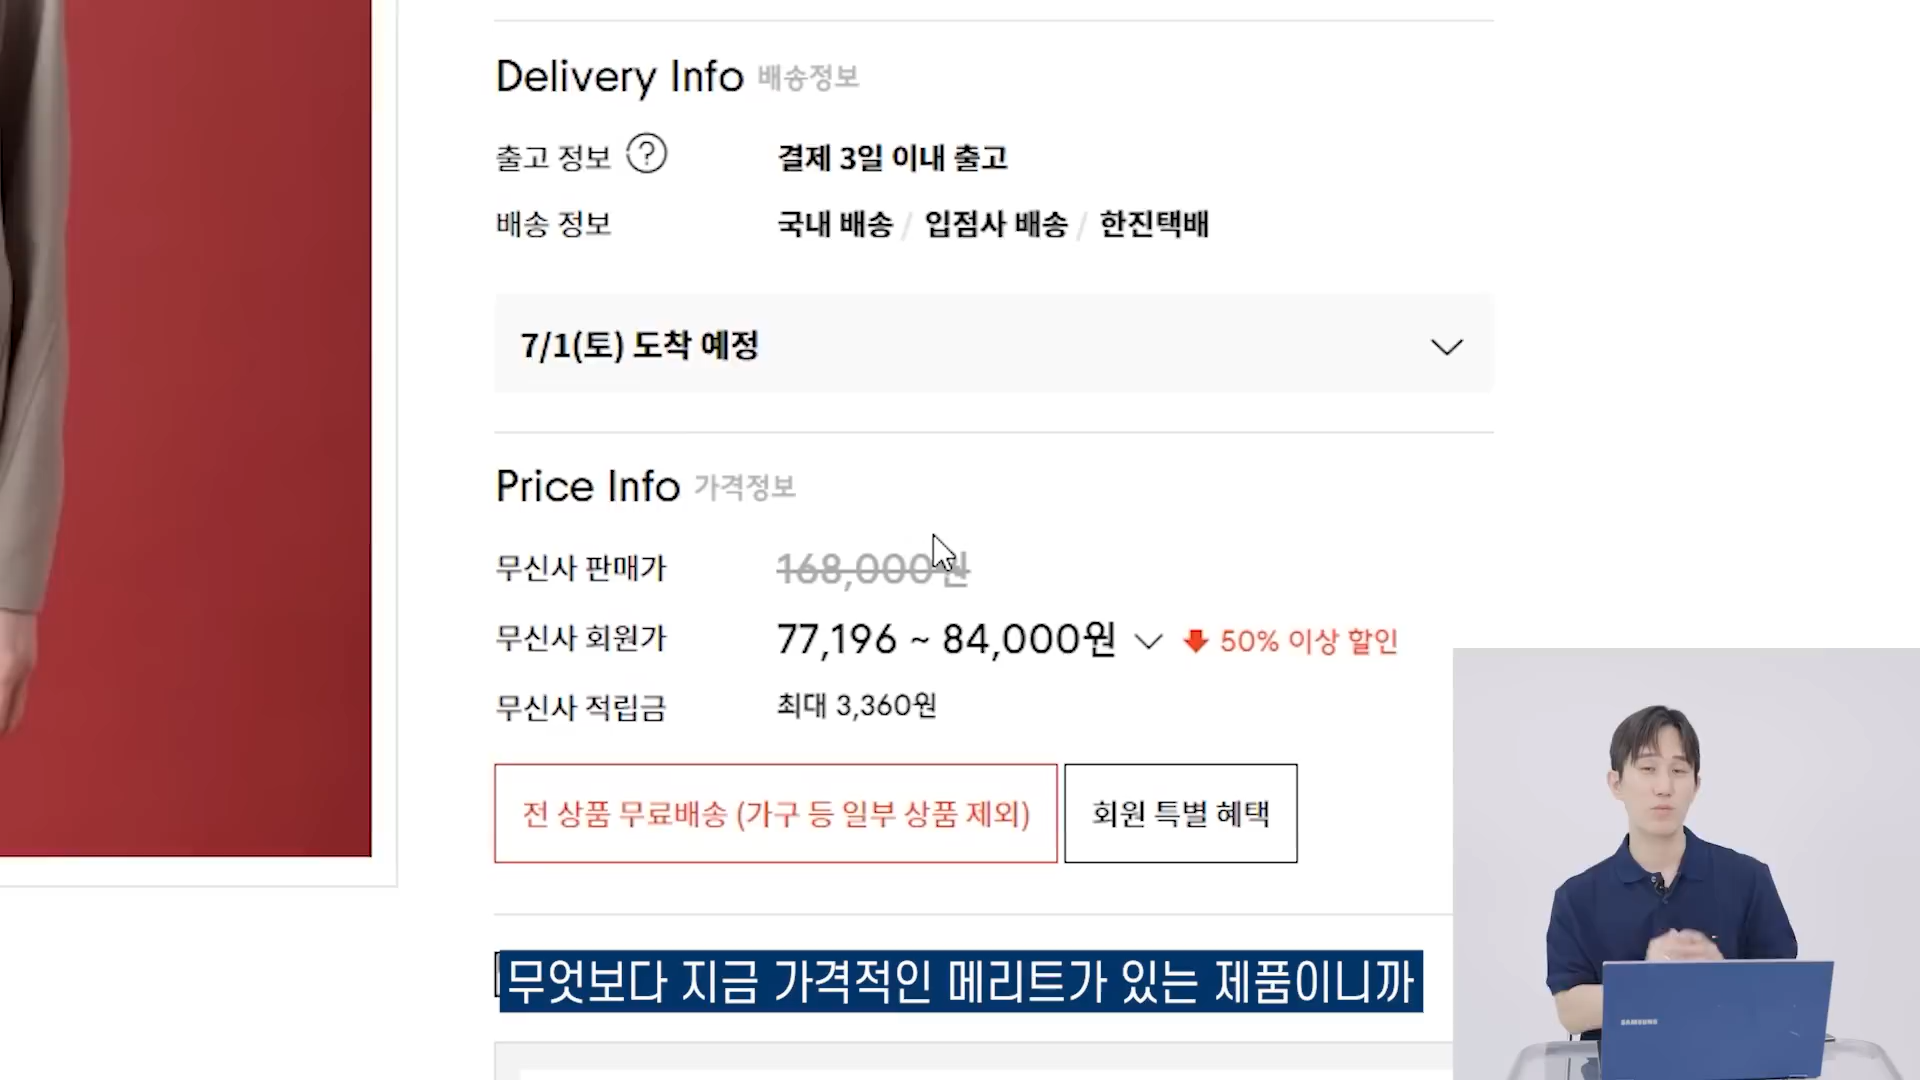 Delivery Info 배송정보
출고 정보 ? 결제 3일 이내 출고
배송 정보 국내 배송 / 입점사 배송 / 한진택배
7/1(토) 도착 예정
Price Info 가격정보
무신사 판매가 168,000원
무신사 회원가 77,196 ~ 84,000원 50% 이상 할인
무신사 적립금 최대 3,360원
전 상품 무료배송 (가구 등 일부 상품 제외) 회원 특별 혜택
무엇보다 지금 가격적인 메리트가 있는 제품이니까
SAMSUNG